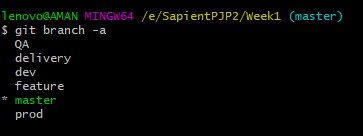 lenovo@AMAN MINGW64 /e/SapientPJP2/Week1 (master)
$ git branch -a
  QA
  delivery
  dev
  feature
* master
  prod